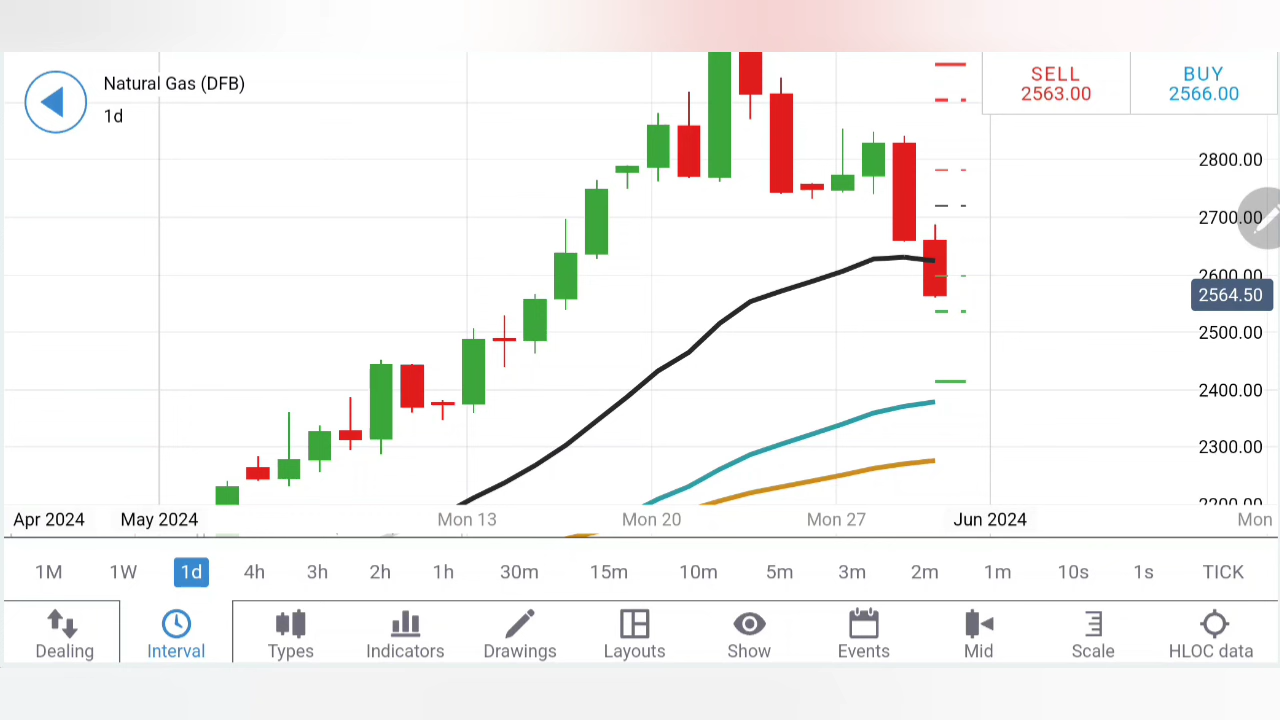 Natural Gas (DFB)
1d
SELL
2563.00
BUY
2566.00
2800.00
2700.00
2600.00
2564.50
2500.00
2400.00
2300.00
2200.00
Apr 2024 May 2024 Mon 13 Mon 20 Mon 27 Jun 2024 Mon
1M 1W 1d 4h 3h 2h 1h 30m 15m 10m 5m 3m 2m 1m 10s 1s TICK
Dealing Interval Types Indicators Drawings Layouts Show Events Mid Scale HLOC data